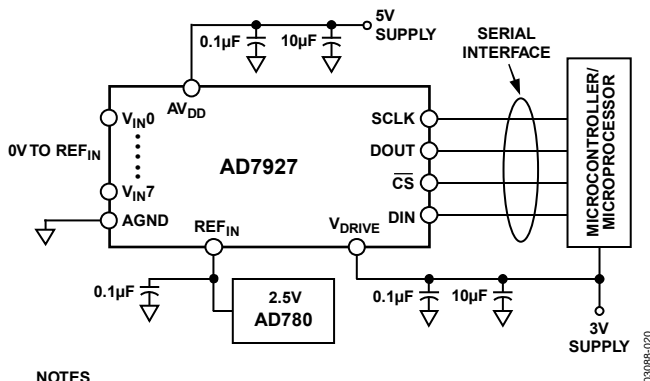 5V
SUPPLY
0.1µF
10µF
SERIAL
INTERFACE
AVDD
VIN0
0V TO REFIN
VIN7
AGND
AD7927
SCLK
DOUT
CS
DIN
REFIN
VDRIVE
MICROCONTROLLER/
MICROPROCESSOR
0.1µF
2.5V
AD780
0.1µF
10µF
3V
SUPPLY
03088-020
NOTES